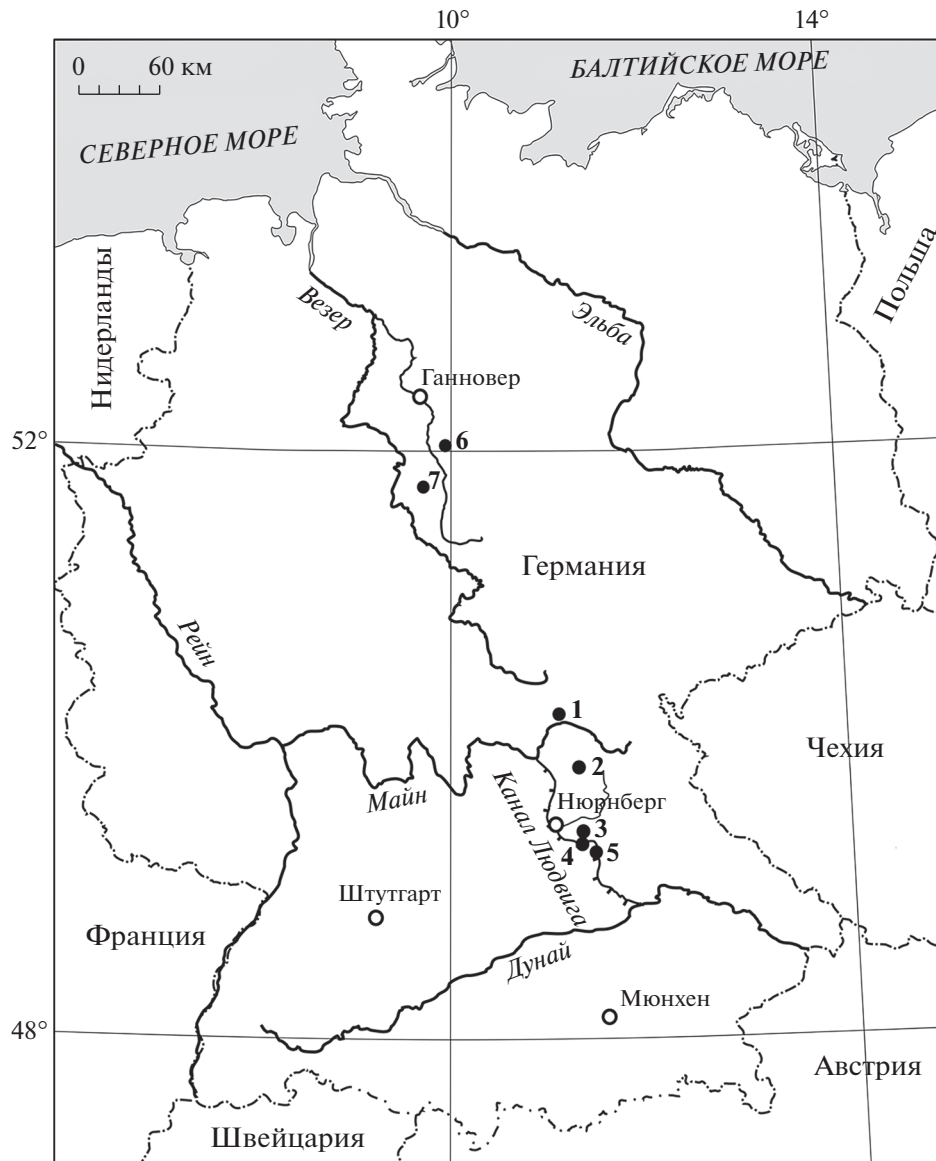 10° 14°
0 60 км
БАЛТИЙСКОЕ МОРЕ
СЕВЕРНОЕ МОРЕ
Нидерланды
Польша
Везер
Эльба
Ганновер
52°
6
7
Германия
Рейн
1
Чехия
2
Майн
Канал Людвига
Нюрнберг
3
4 5
Штутгарт
Франция
Дунай
Мюнхен
48°
Австрия
Швейцария